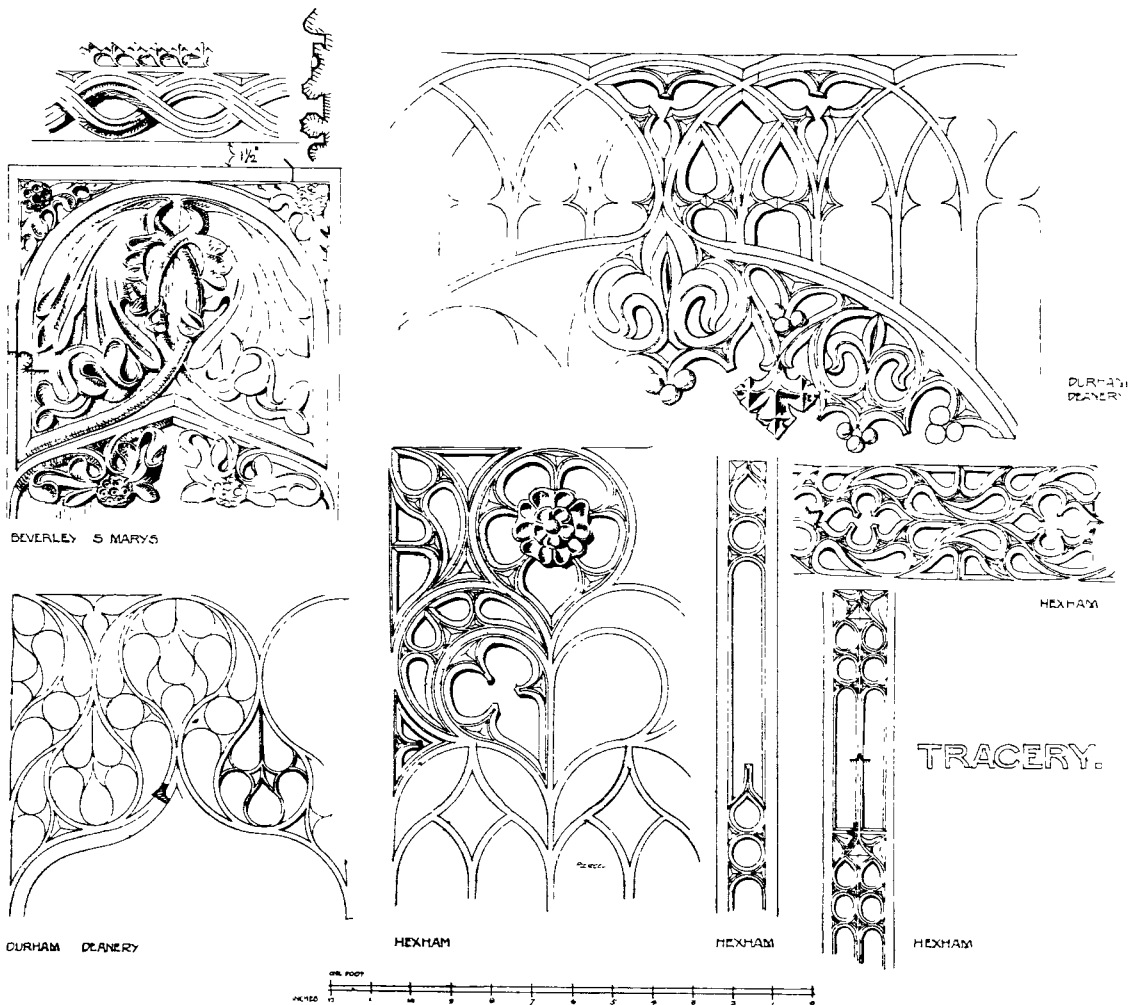 1½"
BEVERLEY S MARYS
DURHAM
DEANERY
HEXHAM
TRACERY.
DURHAM DEANERY
HEXHAM
HEXHAM
HEXHAM
ONE FOOT
INCHES 12 1 10 9 8 7 6 5 4 3 2 1 0